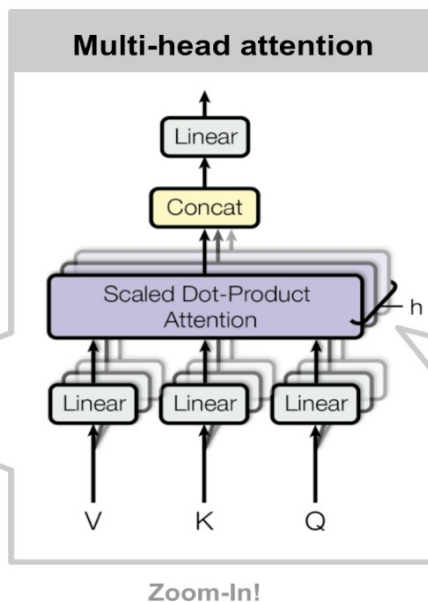 Multi-head attention
Linear
Concat
Scaled Dot-Product
Attention
h
Linear
Linear
Linear
V
K
Q
Zoom-In!